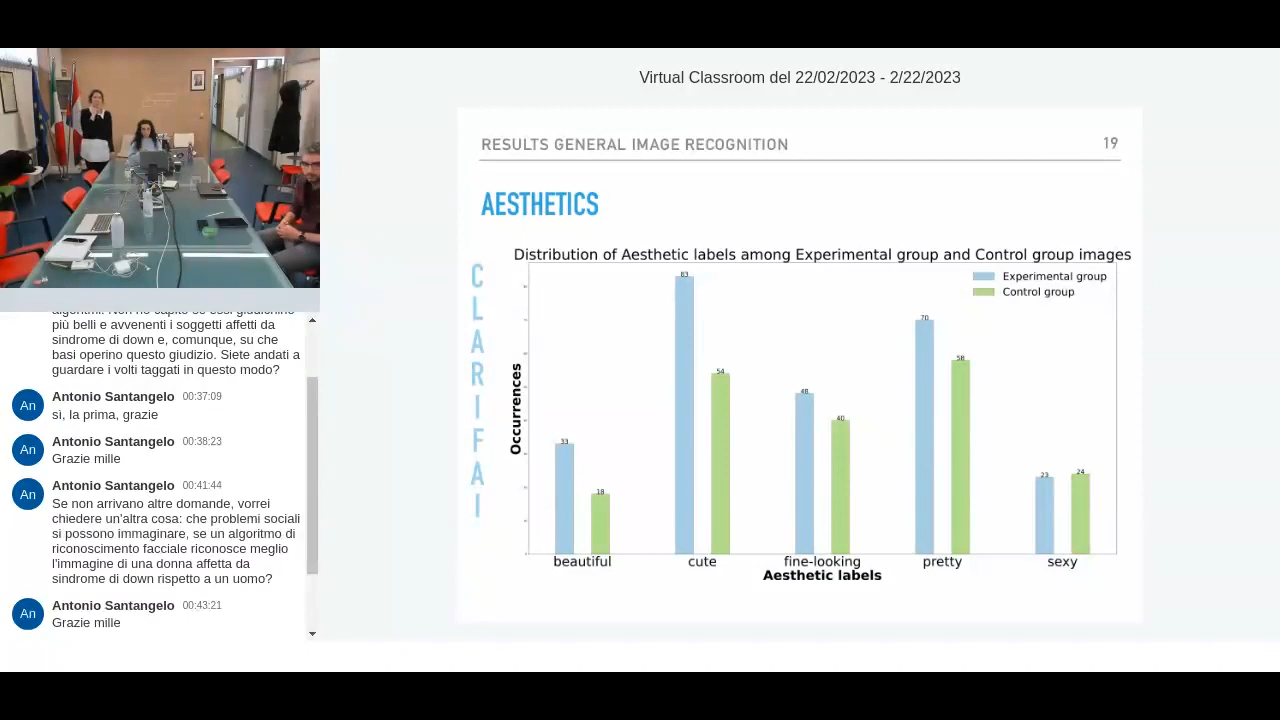 Virtual Classroom del 22/02/2023 - 2/22/2023
RESULTS GENERAL IMAGE RECOGNITION
19
AESTHETICS
CLARIFAI
Distribution of Aesthetic labels among Experimental group and Control group images
Experimental group
Control group
Occurrences
33
18
83
54
48
40
70
58
23
24
beautiful
cute
fine-looking
pretty
sexy
Aesthetic labels
più belli e avvenenti i soggetti affetti da
sindrome di down e, comunque, su che
basi operino questo giudizio. Siete andati a
guardare i volti taggati in questo modo?
An
Antonio Santangelo 00:37:09
sì, la prima, grazie
An
Antonio Santangelo 00:38:23
Grazie mille
An
Antonio Santangelo 00:41:44
Se non arrivano altre domande, vorrei
chiedere un'altra cosa: che problemi sociali
si possono immaginare, se un algoritmo di
riconoscimento facciale riconosce meglio
l'immagine di una donna affetta da
sindrome di down rispetto a un uomo?
An
Antonio Santangelo 00:43:21
Grazie mille